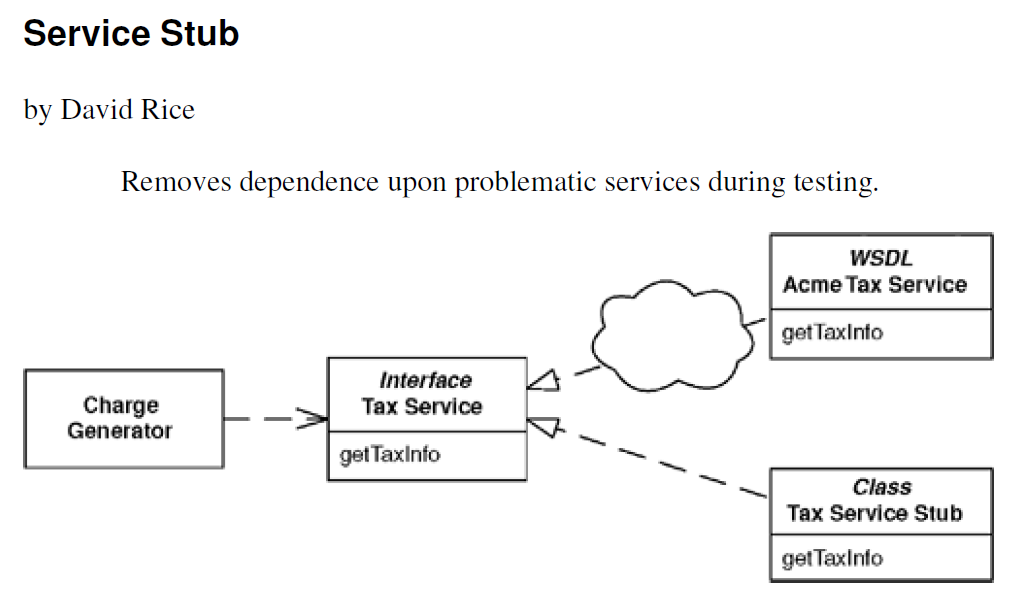 Service Stub
by David Rice
Removes dependence upon problematic services during testing.
WSDL
Acme Tax Service
getTaxInfo
Interface
Tax Service
getTaxInfo
Charge
Generator
Class
Tax Service Stub
getTaxInfo